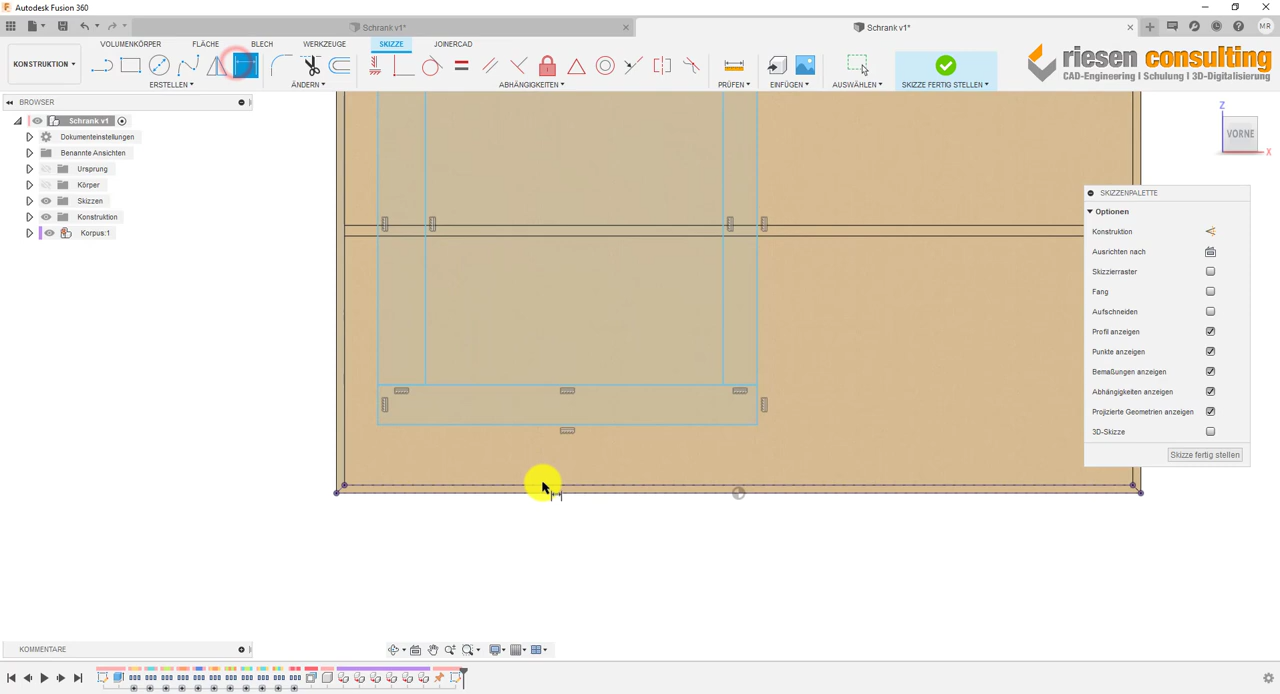 Autodesk Fusion 360
Schrank v1*
Schrank v1*
MR
KONSTRUKTION
VOLUMENKÖRPER
FLÄCHE
BLECH
WERKZEUGE
SKIZZE
JOINERCAD
ERSTELLEN
ÄNDERN
ABHÄNGIGKEITEN
PRÜFEN
EINFÜGEN
AUSWÄHLEN
SKIZZE FERTIG STELLEN
riesen consulting
CAD-Engineering | Schulung | 3D-Digitalisierung
BROWSER
Schrank v1
Dokumenteinstellungen
Benannte Ansichten
Ursprung
Körper
Skizzen
Konstruktion
Korpus:1
Z
VORNE
X
SKIZZENPALETTE
Optionen
Konstruktion
Ausrichten nach
Skizzierraster
Fang
Aufschneiden
Profil anzeigen
Punkte anzeigen
Bemaßungen anzeigen
Abhängigkeiten anzeigen
Projizierte Geometrien anzeigen
3D-Skizze
Skizze fertig stellen
KOMMENTARE